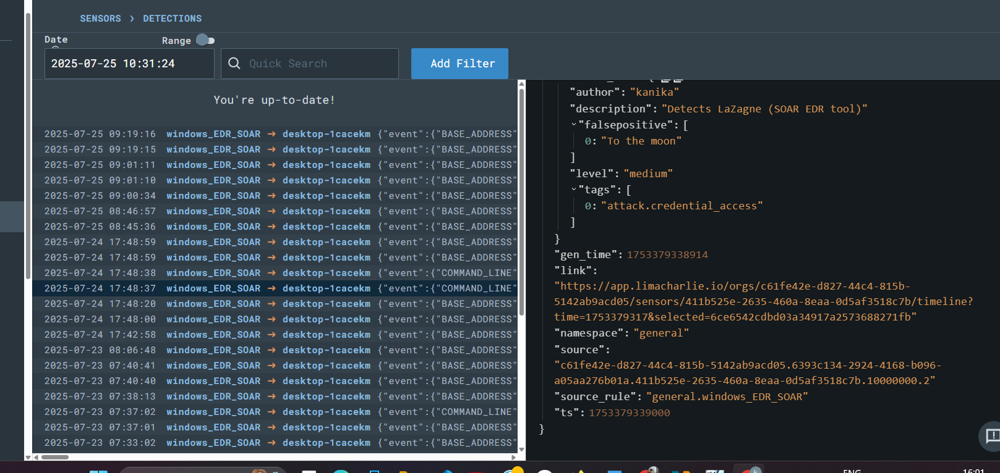 SENSORS > DETECTIONS
Date
Range
2025-07-25 10:31:24
Quick Search
Add Filter
You're up-to-date!
2025-07-25 09:19:16 windows_EDR_SOAR → desktop-1cacekm {"event":{"BASE_ADDRESS"
2025-07-25 09:19:15 windows_EDR_SOAR → desktop-1cacekm {"event":{"BASE_ADDRESS"
2025-07-25 09:01:11 windows_EDR_SOAR → desktop-1cacekm {"event":{"BASE_ADDRESS"
2025-07-25 09:01:10 windows_EDR_SOAR → desktop-1cacekm {"event":{"BASE_ADDRESS"
2025-07-25 09:00:34 windows_EDR_SOAR → desktop-1cacekm {"event":{"BASE_ADDRESS"
2025-07-25 08:46:57 windows_EDR_SOAR → desktop-1cacekm {"event":{"BASE_ADDRESS"
2025-07-25 08:45:36 windows_EDR_SOAR → desktop-1cacekm {"event":{"BASE_ADDRESS"
2025-07-24 17:48:59 windows_EDR_SOAR → desktop-1cacekm {"event":{"BASE_ADDRESS"
2025-07-24 17:48:59 windows_EDR_SOAR → desktop-1cacekm {"event":{"BASE_ADDRESS"
2025-07-24 17:48:38 windows_EDR_SOAR → desktop-1cacekm {"event":{"COMMAND_LINE"
2025-07-24 17:48:37 windows_EDR_SOAR → desktop-1cacekm {"event":{"COMMAND_LINE"
2025-07-24 17:48:20 windows_EDR_SOAR → desktop-1cacekm {"event":{"BASE_ADDRESS"
2025-07-24 17:48:00 windows_EDR_SOAR → desktop-1cacekm {"event":{"BASE_ADDRESS"
2025-07-24 17:42:58 windows_EDR_SOAR → desktop-1cacekm {"event":{"BASE_ADDRESS"
2025-07-23 08:06:48 windows_EDR_SOAR → desktop-1cacekm {"event":{"BASE_ADDRESS"
2025-07-23 07:40:41 windows_EDR_SOAR → desktop-1cacekm {"event":{"BASE_ADDRESS"
2025-07-23 07:40:40 windows_EDR_SOAR → desktop-1cacekm {"event":{"BASE_ADDRESS"
2025-07-23 07:38:13 windows_EDR_SOAR → desktop-1cacekm {"event":{"BASE_ADDRESS"
2025-07-23 07:37:02 windows_EDR_SOAR → desktop-1cacekm {"event":{"COMMAND_LINE"
2025-07-23 07:37:01 windows_EDR_SOAR → desktop-1cacekm {"event":{"BASE_ADDRESS"
2025-07-23 07:33:02 windows_EDR_SOAR → desktop-1cacekm {"event":{"BASE_ADDRESS"
"author": "kanika"
"description": "Detects LaZagne (SOAR EDR tool)"
"falsepositive": [
0: "To the moon"
]
"level": "medium"
"tags": [
0: "attack.credential_access"
]
}
"gen_time": 1753379338914
"link":
"https://app.limacharlie.io/orgs/c61fe42e-d827-44c4-815b-
5142ab9acd05/sensors/411b525e-2635-460a-8eaa-0d5af3518c7b/timeline?
time=1753379317&selected=6ce6542cdbd03a34917a2573688271fb"
"namespace": "general"
"source":
"c61fe42e-d827-44c4-815b-5142ab9acd05.6393c134-2924-4168-b096-
a05aa276b01a.411b525e-2635-460a-8eaa-0d5af3518c7b.10000000.2"
"source_rule": "general.windows_EDR_SOAR"
"ts": 1753379339000
}
ENG
16:01